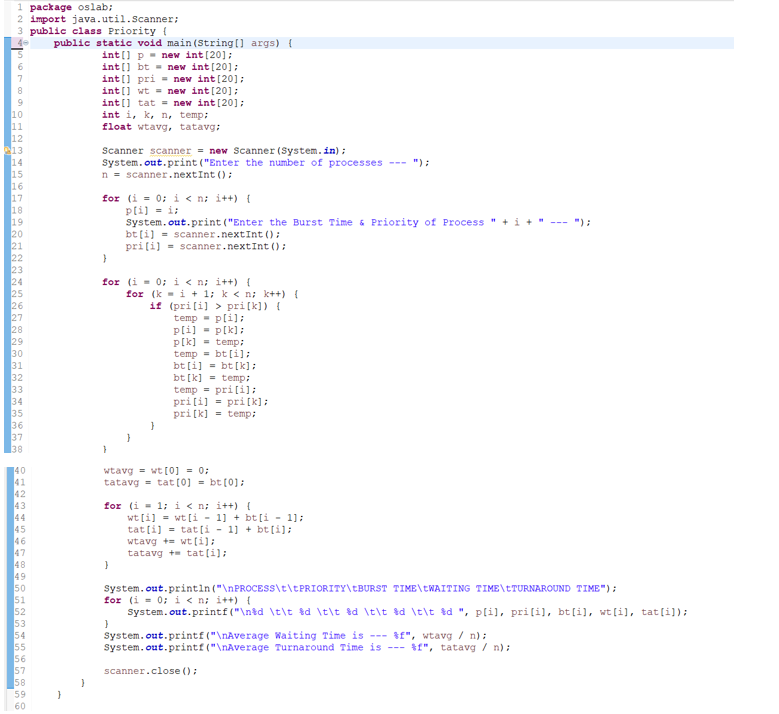 1 package oslab;
2 import java.util.Scanner;
3 public class Priority {
4 public static void main(String[] args) {
5 int[] p = new int[20];
6 int[] bt = new int[20];
7 int[] pri = new int[20];
8 int[] wt = new int[20];
9 int[] tat = new int[20];
10 int i, k, n, temp;
11 float wtavg, tatavg;
12
13 Scanner scanner = new Scanner(System.in);
14 System.out.print("Enter the number of processes --- ");
15 n = scanner.nextInt();
16
17 for (i = 0; i < n; i++) {
18 p[i] = i;
19 System.out.print("Enter the Burst Time & Priority of Process " + i + " --- ");
20 bt[i] = scanner.nextInt();
21 pri[i] = scanner.nextInt();
22 }
23
24 for (i = 0; i < n; i++) {
25 for (k = i + 1; k < n; k++) {
26 if (pri[i] > pri[k]) {
27 temp = p[i];
28 p[i] = p[k];
29 p[k] = temp;
30 temp = bt[i];
31 bt[i] = bt[k];
32 bt[k] = temp;
33 temp = pri[i];
34 pri[i] = pri[k];
35 pri[k] = temp;
36 }
37 }
38 }
40 wtavg = wt[0] = 0;
41 tatavg = tat[0] = bt[0];
42
43 for (i = 1; i < n; i++) {
44 wt[i] = wt[i - 1] + bt[i - 1];
45 tat[i] = tat[i - 1] + bt[i];
46 wtavg += wt[i];
47 tatavg += tat[i];
48 }
49
50 System.out.println("\nPROCESS\t\tPRIORITY\tBURST TIME\tWAITING TIME\tTURNAROUND TIME");
51 for (i = 0; i < n; i++) {
52 System.out.printf("\n%d \t\t %d \t\t %d \t\t %d \t\t %d ", p[i], pri[i], bt[i], wt[i], tat[i]);
53 }
54 System.out.printf("\nAverage Waiting Time is --- %f", wtavg / n);
55 System.out.printf("\nAverage Turnaround Time is --- %f", tatavg / n);
56
57 scanner.close();
58 }
59 }
60